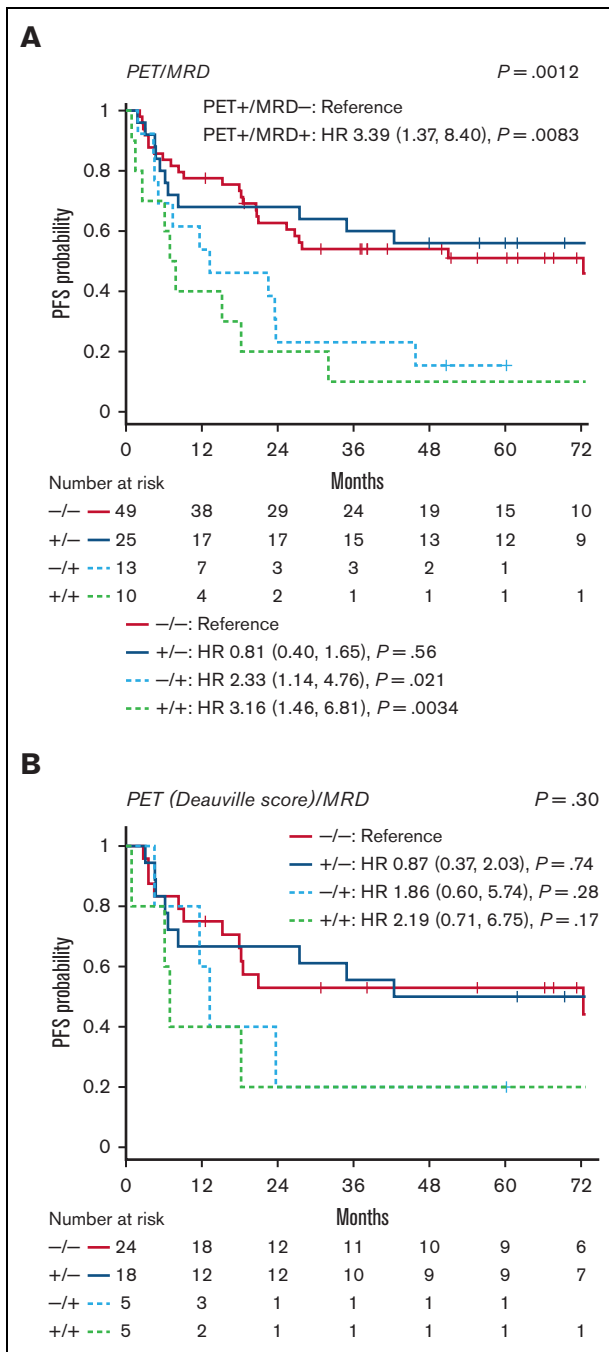 A
PET/MRD P = .0012
PET+/MRD−: Reference
PET+/MRD+: HR 3.39 (1.37, 8.40), P = .0083
1
0.8
0.6
0.4
0.2
0
PFS probability
0 12 24 36 48 60 72
Number at risk Months
−/− 49 38 29 24 19 15 10
+/− 25 17 17 15 13 12 9
−/+ 13 7 3 3 2 1
+/+ 10 4 2 1 1 1 1
−/−: Reference
+/−: HR 0.81 (0.40, 1.65), P = .56
−/+: HR 2.33 (1.14, 4.76), P = .021
+/+: HR 3.16 (1.46, 6.81), P = .0034
B
PET (Deauville score)/MRD P = .30
−/−: Reference
+/−: HR 0.87 (0.37, 2.03), P = .74
−/+: HR 1.86 (0.60, 5.74), P = .28
+/+: HR 2.19 (0.71, 6.75), P = .17
1
0.8
0.6
0.4
0.2
0
PFS probability
0 12 24 36 48 60 72
Number at risk Months
−/− 24 18 12 11 10 9 6
+/− 18 12 12 10 9 9 7
−/+ 5 3 1 1 1 1
+/+ 5 2 1 1 1 1 1